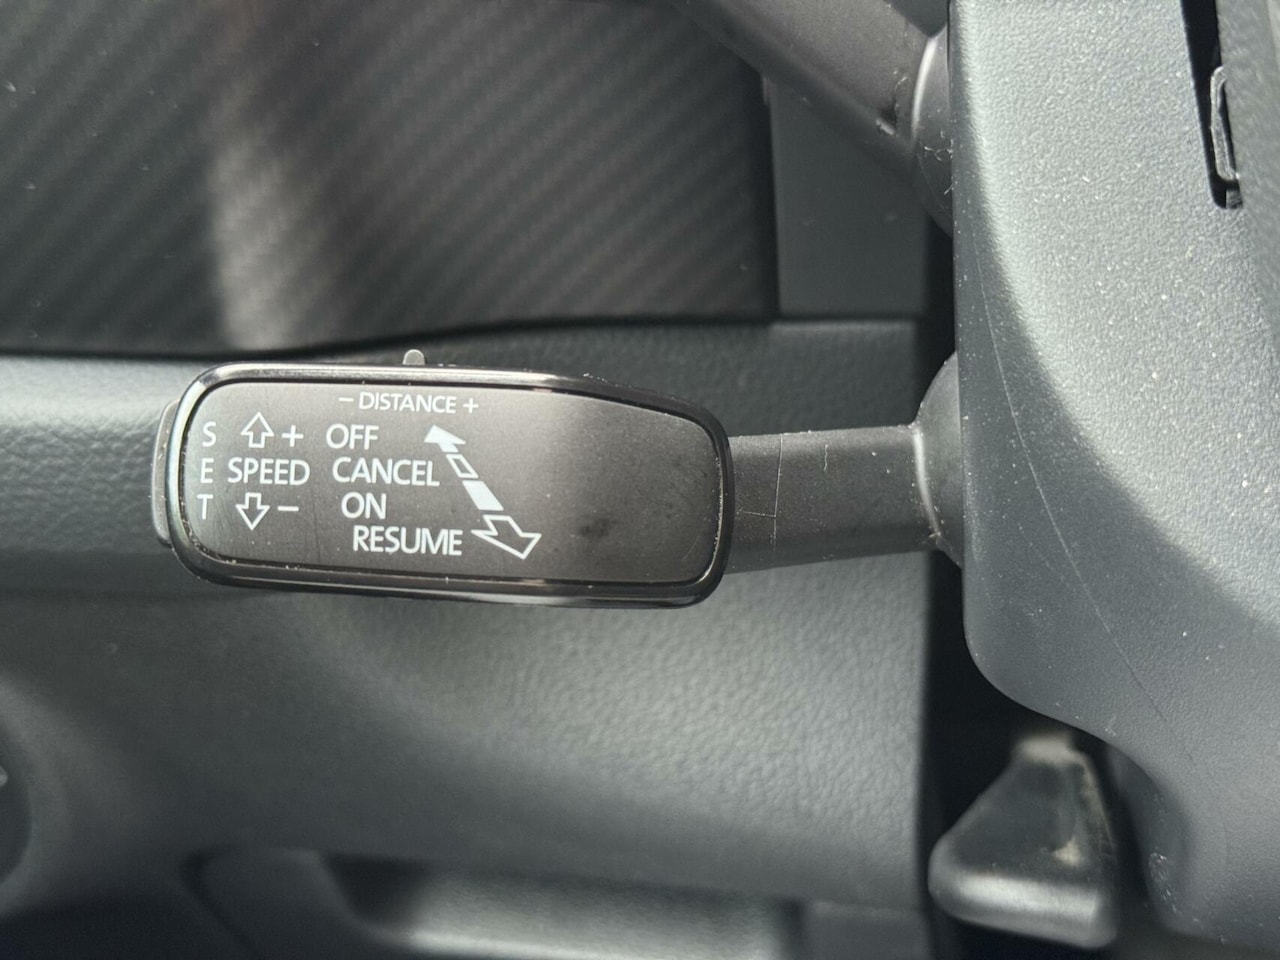 − DISTANCE +
S + OFF
E SPEED CANCEL
T − ON
RESUME